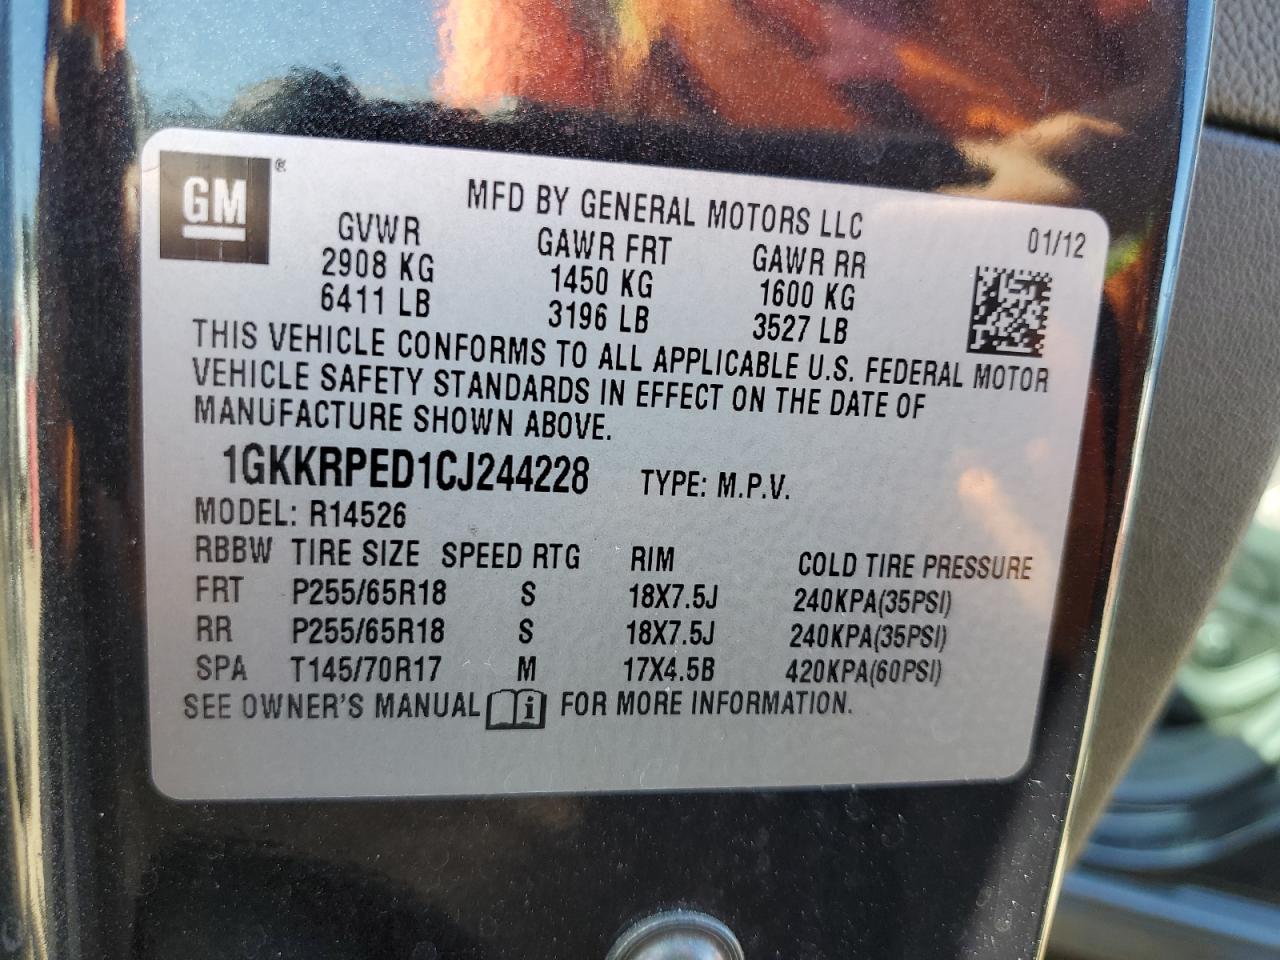 GM ®
MFD BY GENERAL MOTORS LLC
01/12
GVWR GAWR FRT GAWR RR
2908 KG 1450 KG 1600 KG
6411 LB 3196 LB 3527 LB
THIS VEHICLE CONFORMS TO ALL APPLICABLE U.S. FEDERAL MOTOR
VEHICLE SAFETY STANDARDS IN EFFECT ON THE DATE OF
MANUFACTURE SHOWN ABOVE.
1GKKRPED1CJ244228 TYPE: M.P.V.
MODEL: R14526
RBBW TIRE SIZE SPEED RTG RIM COLD TIRE PRESSURE
FRT P255/65R18 S 18X7.5J 240KPA(35PSI)
RR P255/65R18 S 18X7.5J 240KPA(35PSI)
SPA T145/70R17 M 17X4.5B 420KPA(60PSI)
SEE OWNER'S MANUAL i FOR MORE INFORMATION.